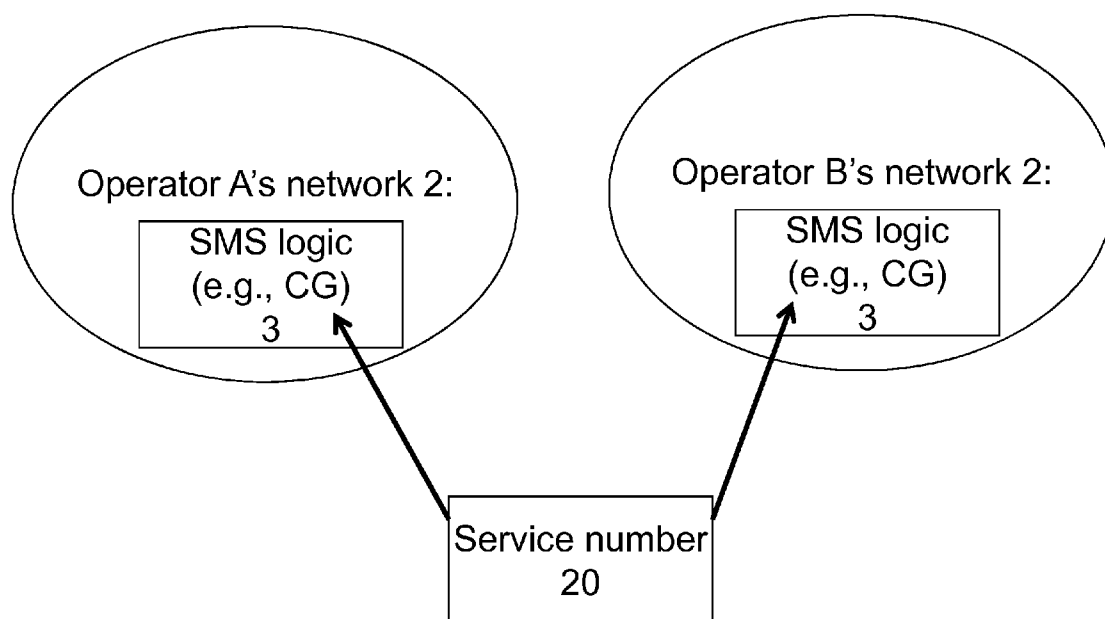 Operator A's network 2:
SMS logic
(e.g., CG)
3
Operator B's network 2:
SMS logic
(e.g., CG)
3
Service number
20